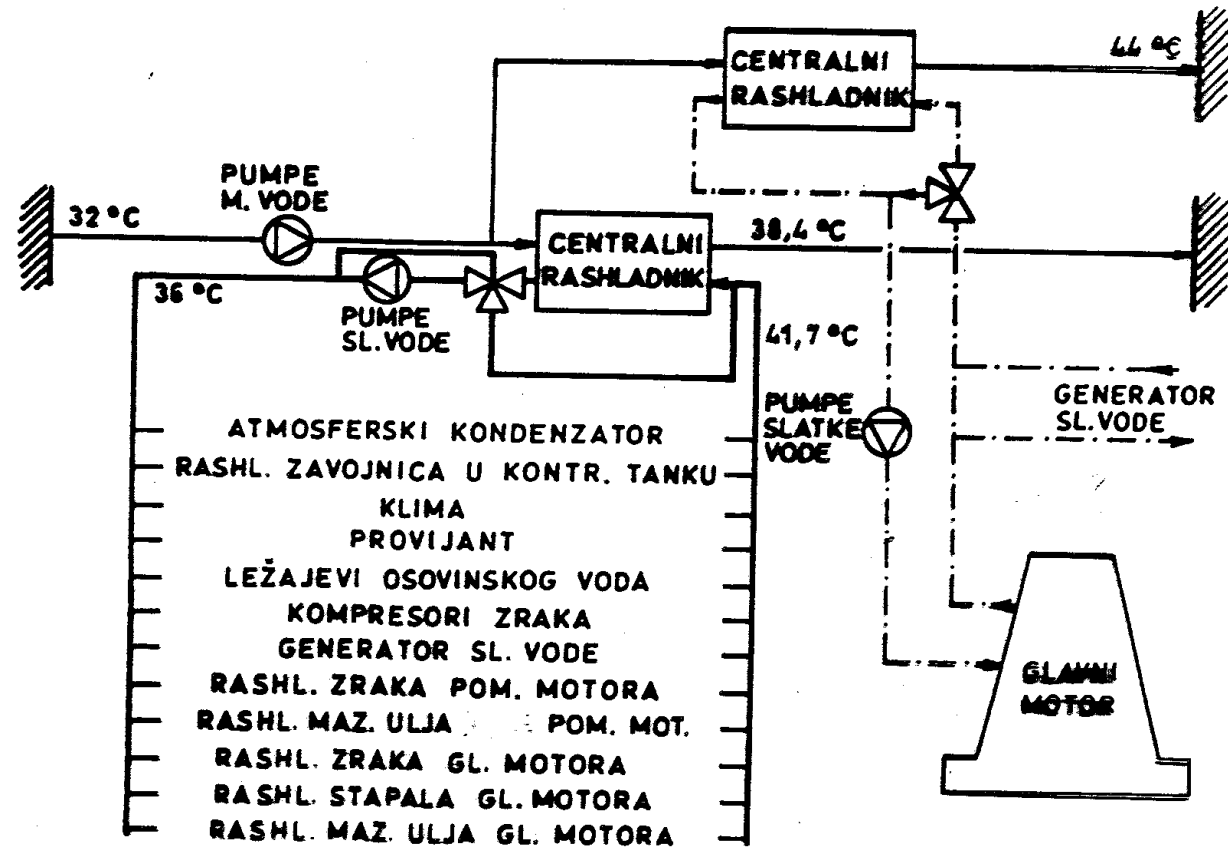 44 °C
CENTRALNI
RASHLADNIK
PUMPE
M. VODE
32 °C
CENTRALNI
RASHLADNIK
38,4 °C
36 °C
PUMPE
SL. VODE
41,7 °C
GENERATOR
SL. VODE
PUMPE
SLATKE
VODE
ATMOSFERSKI KONDENZATOR
RASHL. ZAVOJNICA U KONTR. TANKU
KLIMA
PROVIJANT
LEŽAJEVI OSOVINSKOG VODA
KOMPRESORI ZRAKA
GENERATOR SL. VODE
RASHL. ZRAKA POM. MOTORA
RASHL. MAZ. ULJA POM. MOT.
RASHL. ZRAKA GL. MOTORA
RASHL. STAPALA GL. MOTORA
RASHL. MAZ. ULJA GL. MOTORA
GLAVNI
MOTOR